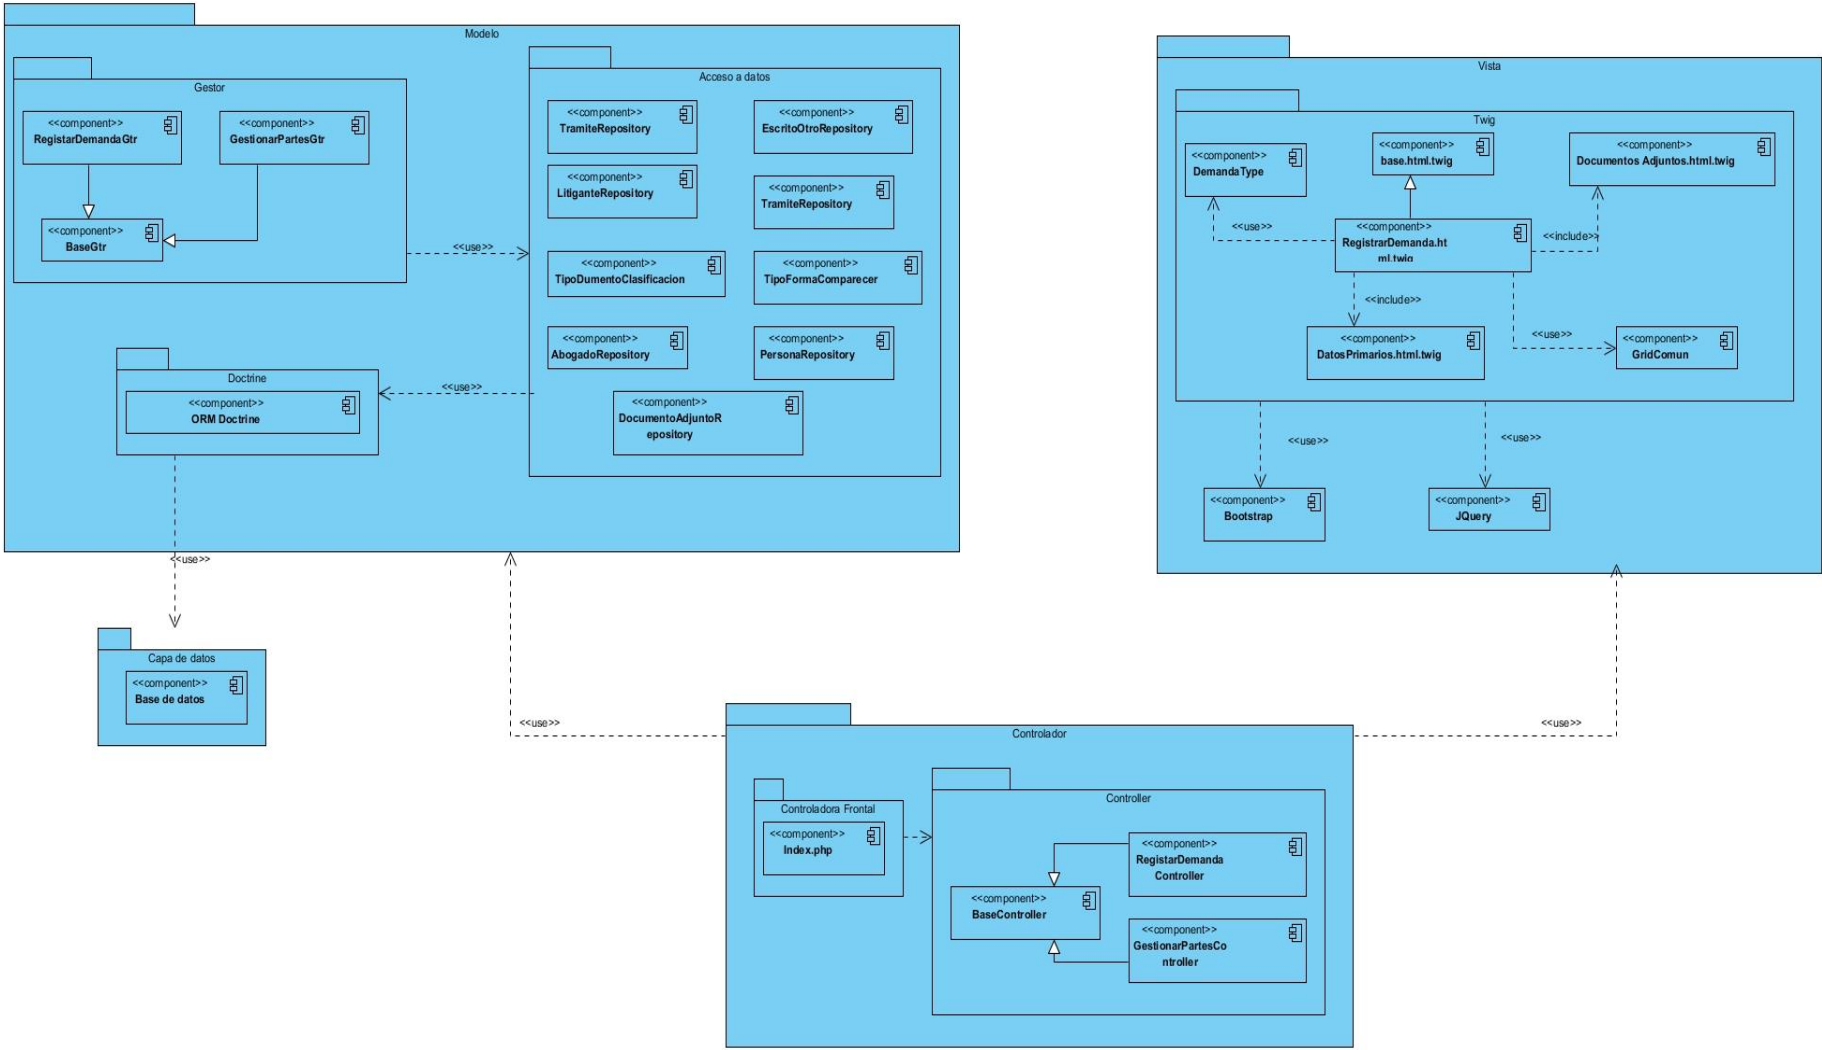 Modelo
Gestor
<<component>>
RegistarDemandaGtr
<<component>>
GestionarPartesGtr
<<component>>
BaseGtr
<<use>>
Acceso a datos
<<component>>
TramiteRepository
<<component>>
EscritoOtroRepository
<<component>>
LitiganteRepository
<<component>>
TramiteRepository
<<component>>
TipoDumentoClasificacion
<<component>>
TipoFormaComparecer
<<component>>
AbogadoRepository
<<component>>
PersonaRepository
<<component>>
DocumentoAdjuntoR
epository
<<use>>
Doctrine
<<component>>
ORM Doctrine
<<use>>
Capa de datos
<<component>>
Base de datos
Vista
Twig
<<component>>
DemandaType
<<component>>
base.html.twig
<<component>>
Documentos Adjuntos.html.twig
<<use>>
<<component>>
RegistrarDemanda.ht
ml.twig
<<include>>
<<include>>
<<use>>
<<component>>
DatosPrimarios.html.twig
<<component>>
GridComun
<<use>>
<<use>>
<<component>>
Bootstrap
<<component>>
JQuery
<<use>>
<<use>>
Controlador
Controladora Frontal
<<component>>
Index.php
Controller
<<component>>
RegistarDemanda
Controller
<<component>>
BaseController
<<component>>
GestionarPartesCo
ntroller